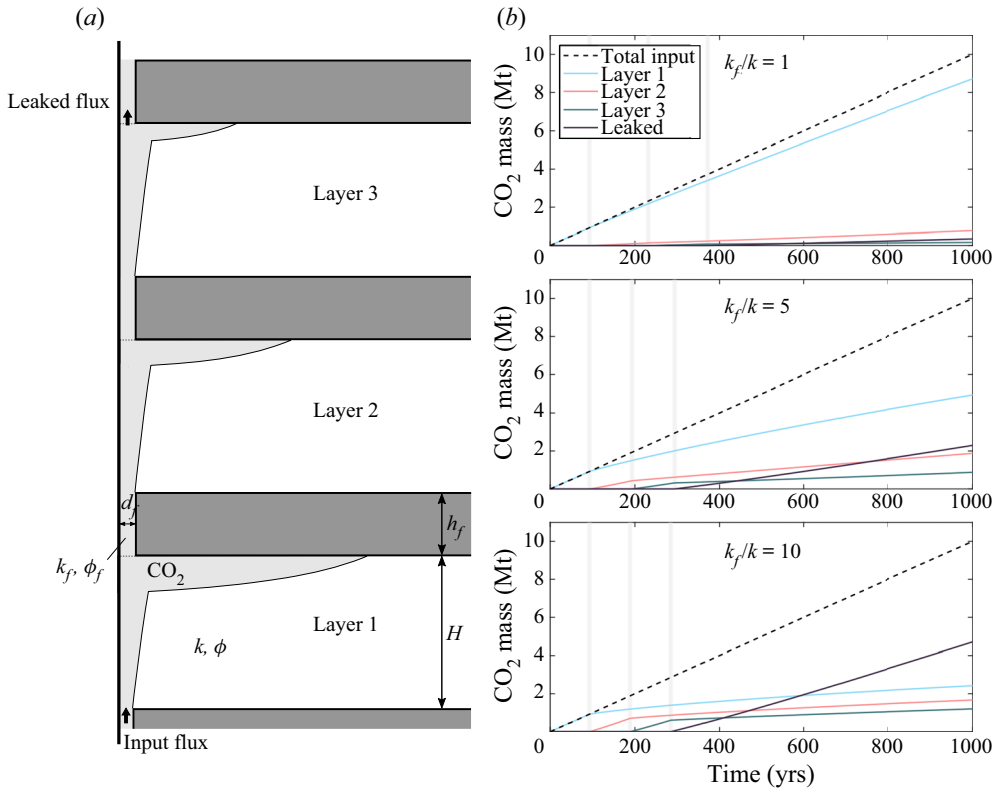 (a)
Leaked flux
Layer 3
Layer 2
d_f
h_f
k_f, ϕ_f
CO₂
Layer 1
H
k, ϕ
Input flux
(b)
CO₂ mass (Mt)
10
8
6
4
2
0
Total input
Layer 1
Layer 2
Layer 3
Leaked
k_f/k = 1
0 200 400 600 800 1000
CO₂ mass (Mt)
10
8
6
4
2
k_f/k = 5
0 200 400 600 800 1000
CO₂ mass (Mt)
10
8
6
4
2
k_f/k = 10
0 200 400 600 800 1000
Time (yrs)